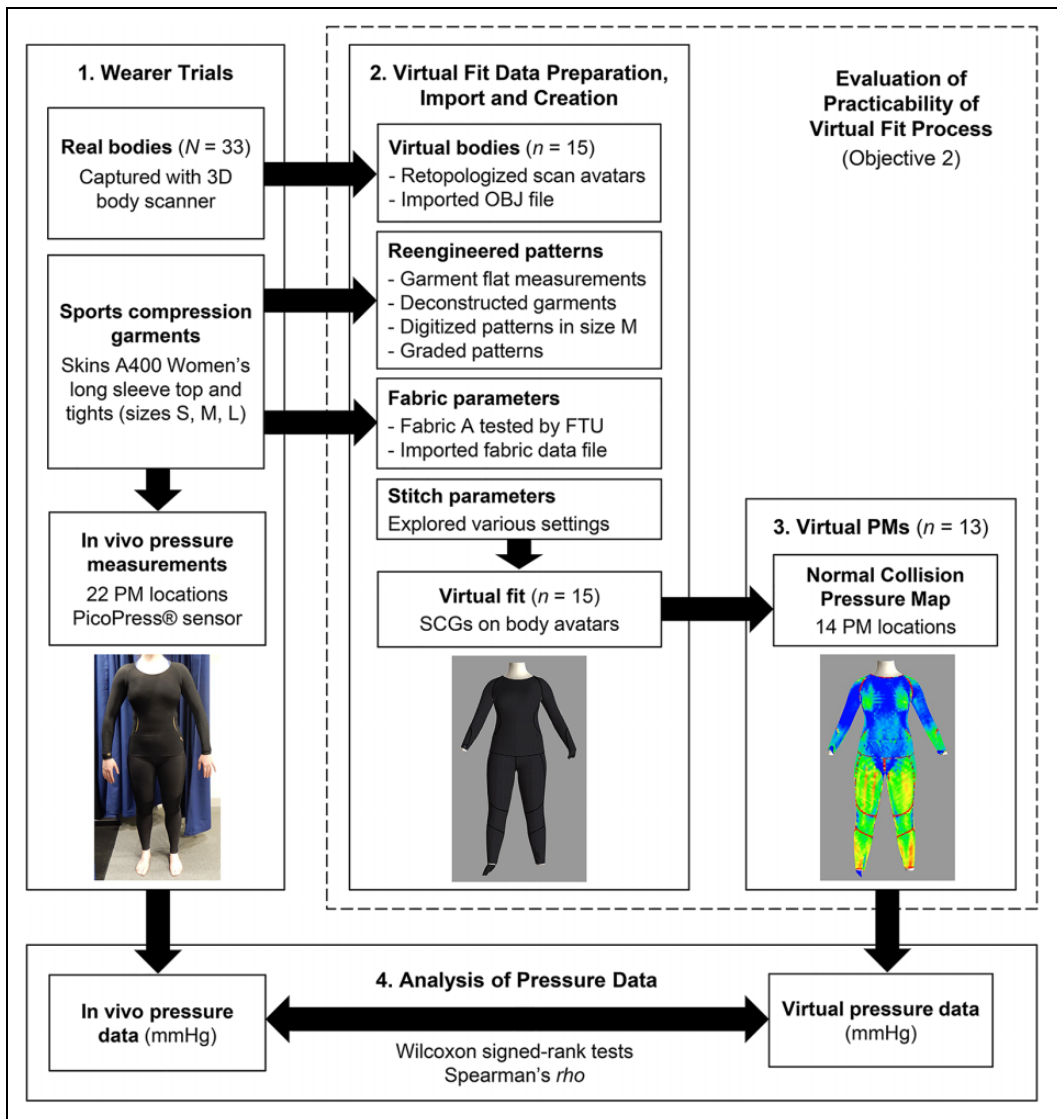 1. Wearer Trials
Real bodies (N = 33)
Captured with 3D
body scanner
Sports compression
garments
Skins A400 Women's
long sleeve top and
tights (sizes S, M, L)
In vivo pressure
measurements
22 PM locations
PicoPress® sensor
2. Virtual Fit Data Preparation,
Import and Creation
Virtual bodies (n = 15)
- Retopologized scan avatars
- Imported OBJ file
Reengineered patterns
- Garment flat measurements
- Deconstructed garments
- Digitized patterns in size M
- Graded patterns
Fabric parameters
- Fabric A tested by FTU
- Imported fabric data file
Stitch parameters
Explored various settings
Virtual fit (n = 15)
SCGs on body avatars
Evaluation of
Practicability of
Virtual Fit Process
(Objective 2)
3. Virtual PMs (n = 13)
Normal Collision
Pressure Map
14 PM locations
4. Analysis of Pressure Data
In vivo pressure
data (mmHg)
Wilcoxon signed-rank tests
Spearman's rho
Virtual pressure data
(mmHg)